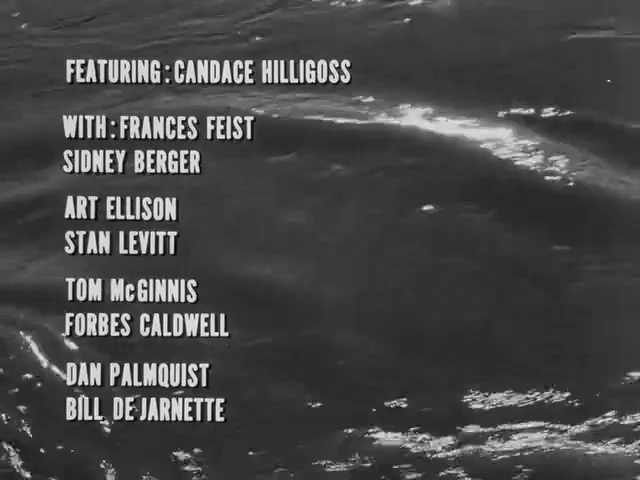 FEATURING: CANDACE HILLIGOSS
WITH: FRANCES FEIST
SIDNEY BERGER
ART ELLISON
STAN LEVITT
TOM McGINNIS
FORBES CALDWELL
DAN PALMQUIST
BILL DE JARNETTE